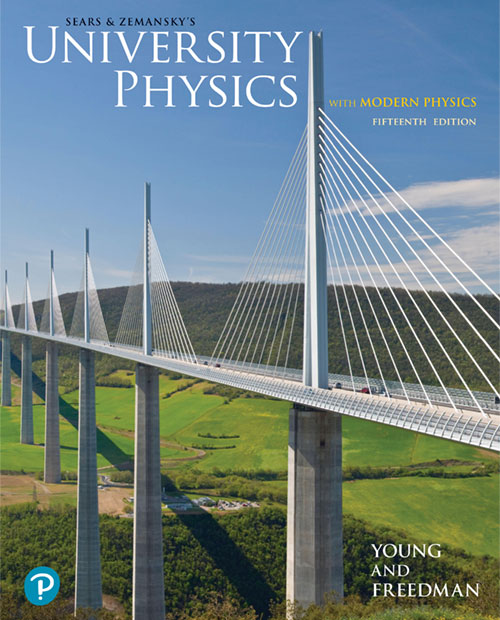 SEARS & ZEMANSKY'S
UNIVERSITY
PHYSICS
WITH MODERN PHYSICS
FIFTEENTH EDITION
YOUNG
AND
FREEDMAN
P